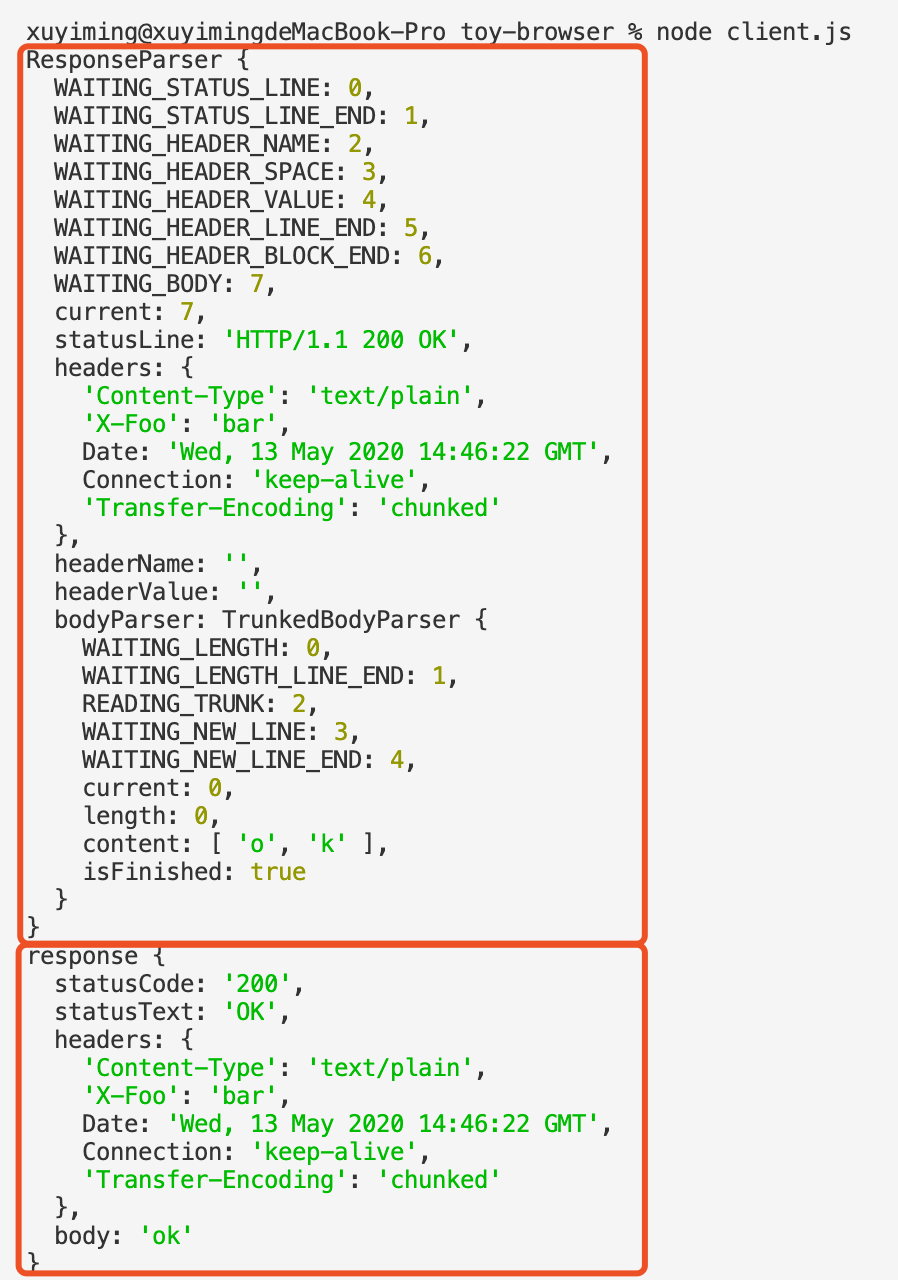 xuyiming@xuyimingdeMacBook-Pro toy-browser % node client.js
ResponseParser {
  WAITING_STATUS_LINE: 0,
  WAITING_STATUS_LINE_END: 1,
  WAITING_HEADER_NAME: 2,
  WAITING_HEADER_SPACE: 3,
  WAITING_HEADER_VALUE: 4,
  WAITING_HEADER_LINE_END: 5,
  WAITING_HEADER_BLOCK_END: 6,
  WAITING_BODY: 7,
  current: 7,
  statusLine: 'HTTP/1.1 200 OK',
  headers: {
    'Content-Type': 'text/plain',
    'X-Foo': 'bar',
    Date: 'Wed, 13 May 2020 14:46:22 GMT',
    Connection: 'keep-alive',
    'Transfer-Encoding': 'chunked'
  },
  headerName: '',
  headerValue: '',
  bodyParser: TrunkedBodyParser {
    WAITING_LENGTH: 0,
    WAITING_LENGTH_LINE_END: 1,
    READING_TRUNK: 2,
    WAITING_NEW_LINE: 3,
    WAITING_NEW_LINE_END: 4,
    current: 0,
    length: 0,
    content: [ 'o', 'k' ],
    isFinished: true
  }
}
response {
  statusCode: '200',
  statusText: 'OK',
  headers: {
    'Content-Type': 'text/plain',
    'X-Foo': 'bar',
    Date: 'Wed, 13 May 2020 14:46:22 GMT',
    Connection: 'keep-alive',
    'Transfer-Encoding': 'chunked'
  },
  body: 'ok'
}